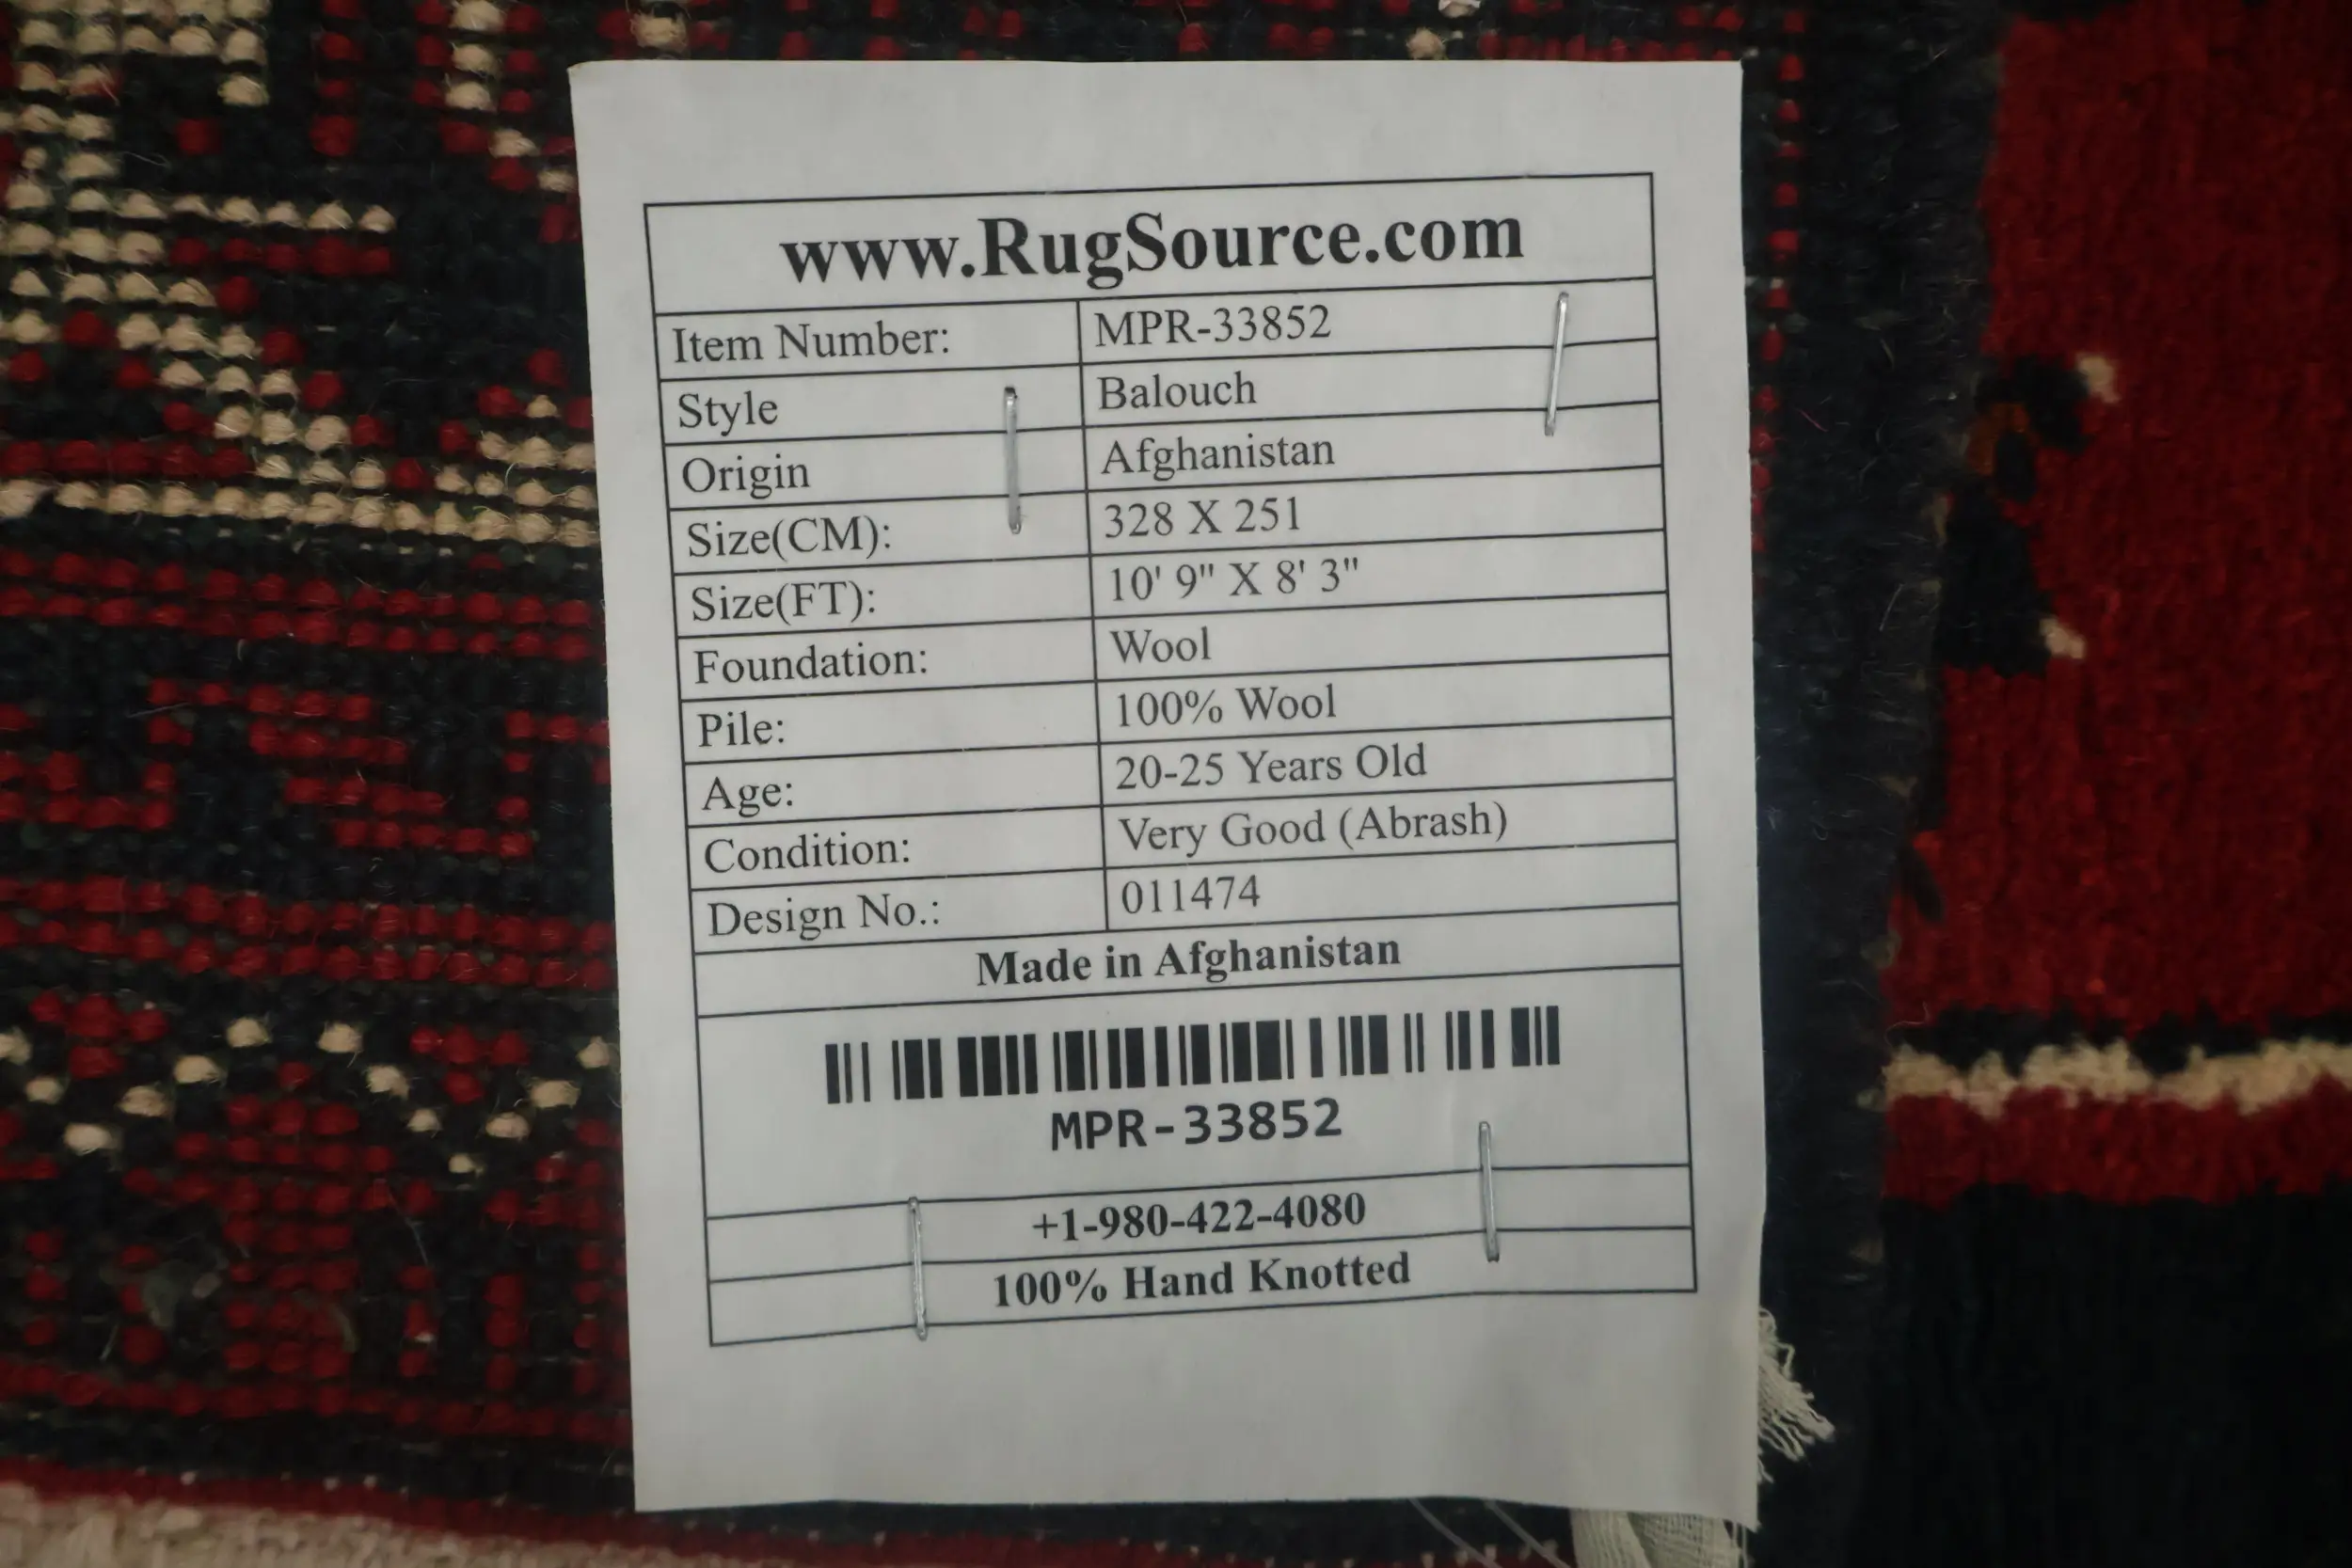 www.RugSource.com
Item Number: MPR-33852
Style Balouch
Origin Afghanistan
Size(CM): 328 X 251
Size(FT): 10' 9" X 8' 3"
Foundation: Wool
Pile: 100% Wool
Age: 20-25 Years Old
Condition: Very Good (Abrash)
Design No.: 011474
Made in Afghanistan
MPR-33852
+1-980-422-4080
100% Hand Knotted